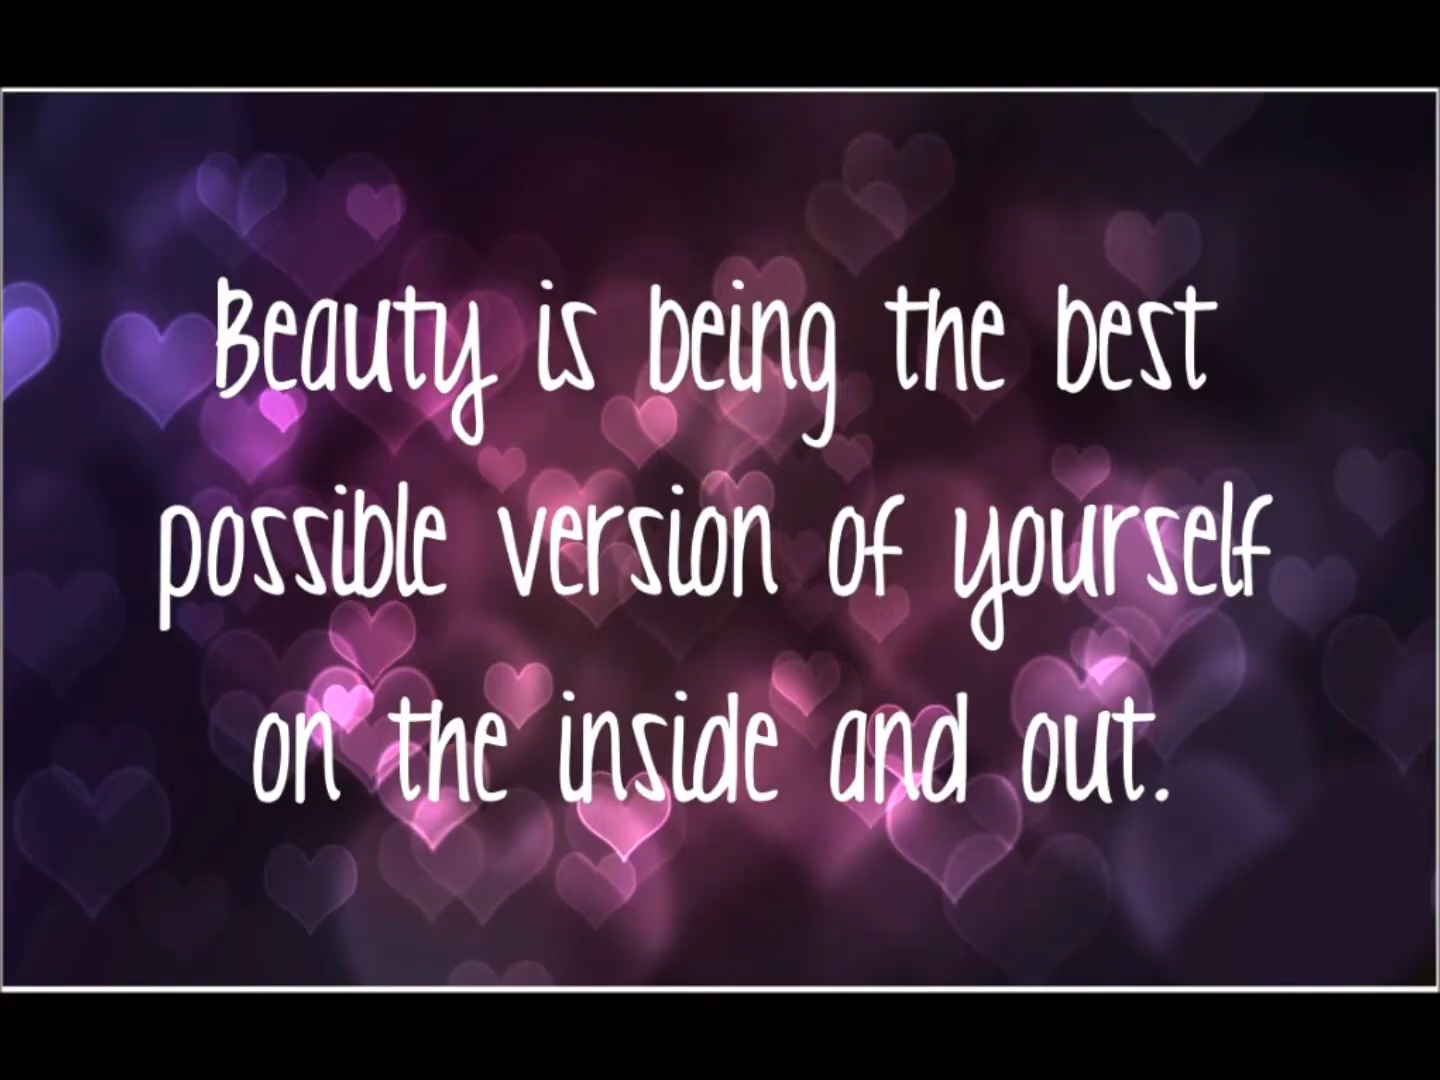 Beauty is being the best
possible version of yourself
on the inside and out.